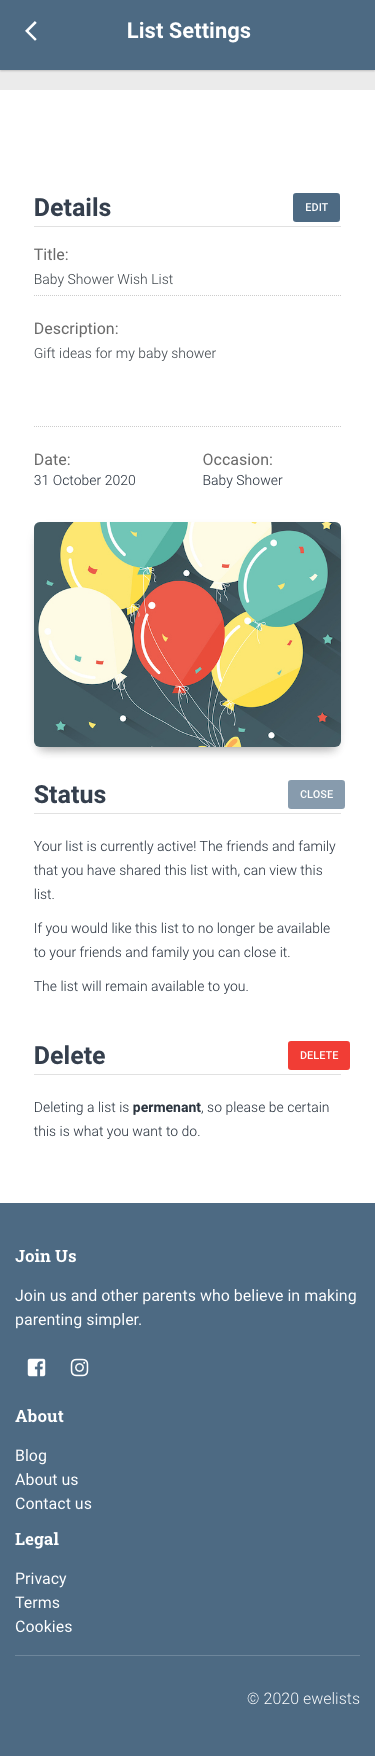 List Settings
Details
EDIT
Title:
Baby Shower Wish List
Description:
Gift ideas for my baby shower
Date:
Occasion:
31 October 2020
Baby Shower
Status
CLOSE
Your list is currently active! The friends and family
that you have shared this list with, can view this
list.
If you would like this list to no longer be available
to your friends and family you can close it.
The list will remain available to you.
Delete
DELETE
Deleting a list is permenant, so please be certain
this is what you want to do.
Join Us
Join us and other parents who believe in making
parenting simpler.
About
Blog
About us
Contact us
Legal
Privacy
Terms
Cookies
© 2020 ewelists